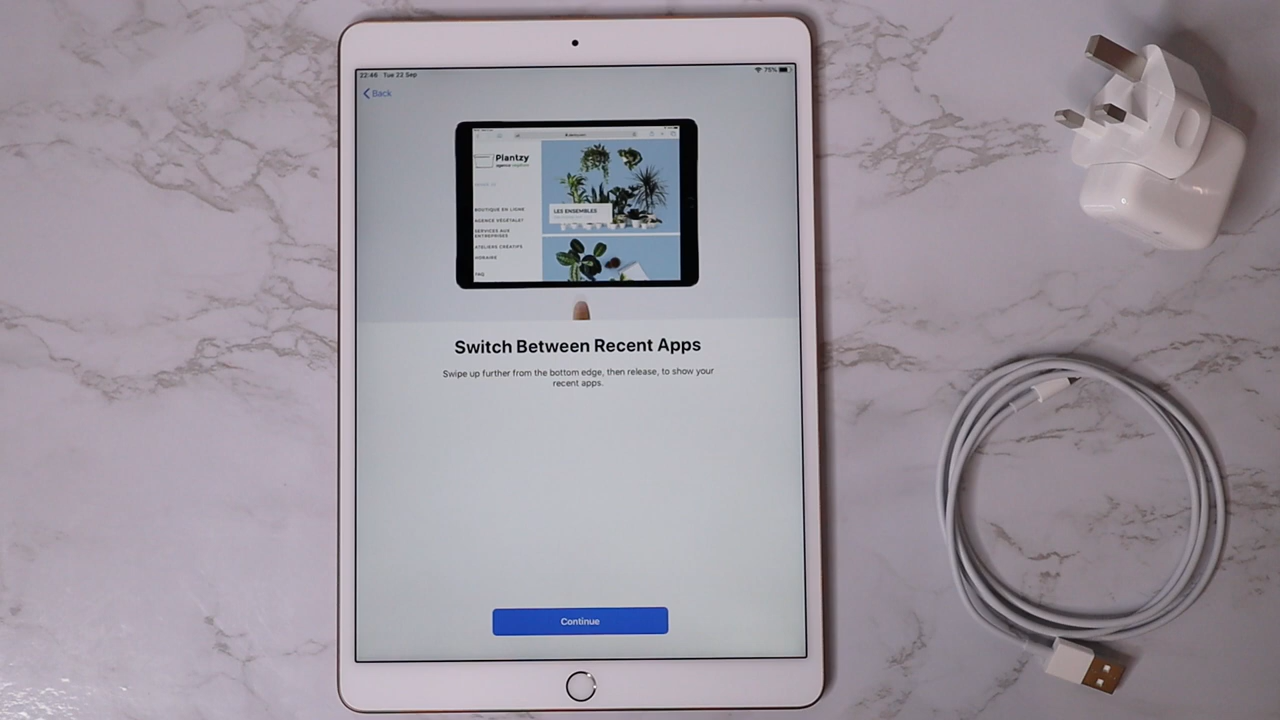 22:46 Tue 22 Sep
75%
Back
Plantzy
BOUTIQUE EN LIGNE
AGENCE VÉGÉTALE?
SERVICES AUX
ENTREPRISES
ATELIERS CRÉATIFS
HORAIRE
FAQ
LES ENSEMBLES
Switch Between Recent Apps
Swipe up further from the bottom edge, then release, to show your
recent apps.
Continue